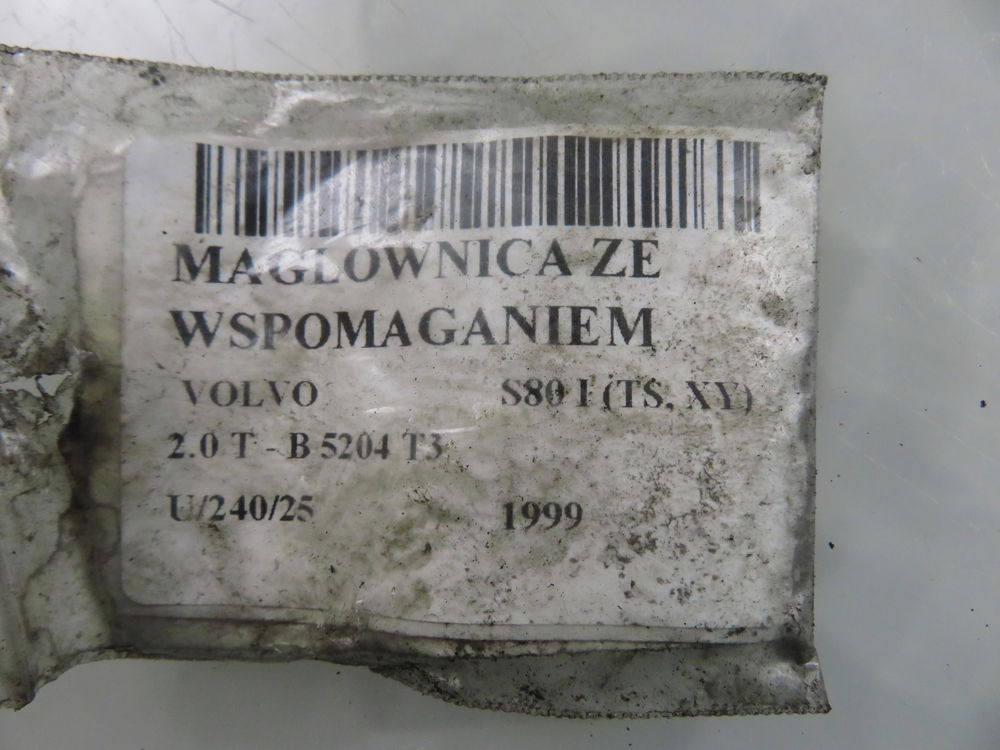 MAGLOWNICA ZE
WSPOMAGANIEM
VOLVO S80 I (TS, XY)
2.0 T - B 5204 T3
U/240/25 1999